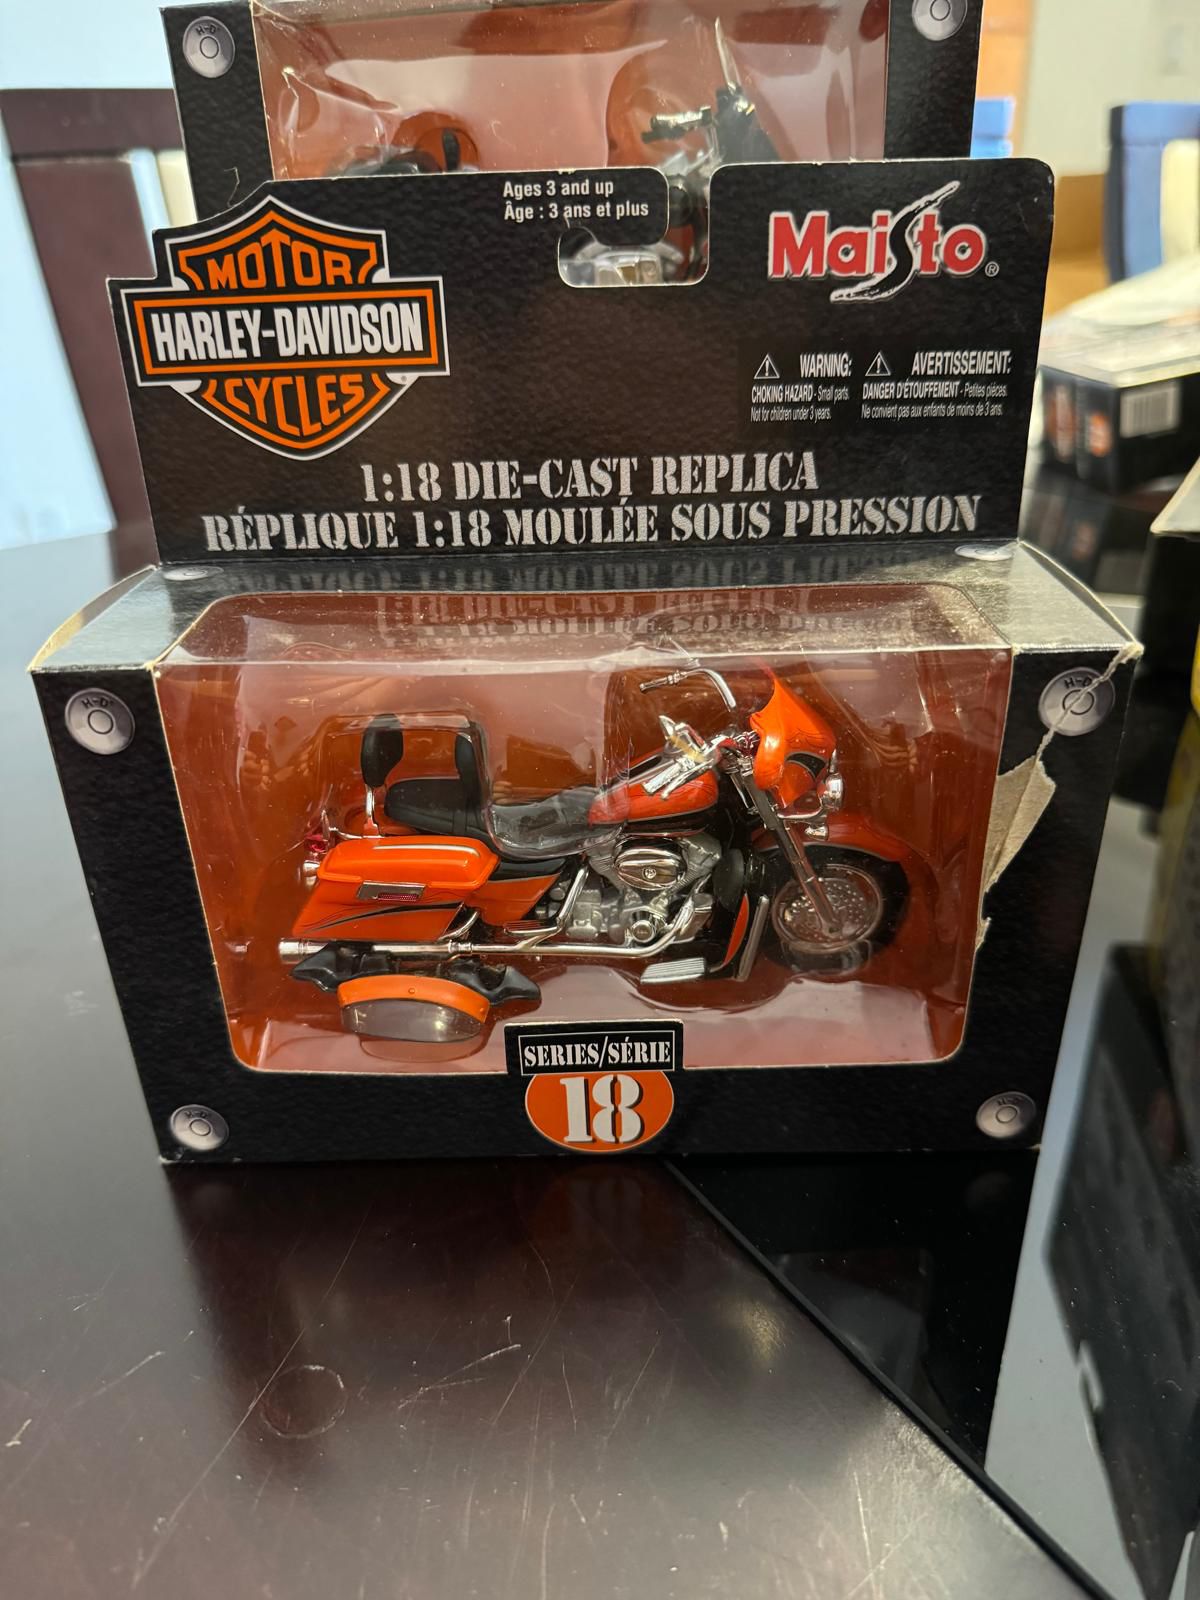 H-D
Ages 3 and up
Âge : 3 ans et plus
MOTOR
HARLEY-DAVIDSON
CYCLES
Maisto®
WARNING:
CHOKING HAZARD - Small parts.
Not for children under 3 years.
AVERTISSEMENT:
DANGER D'ÉTOUFFEMENT - Petites pièces.
Ne convient pas aux enfants de moins de 3 ans.
1:18 DIE-CAST REPLICA
RÉPLIQUE 1:18 MOULÉE SOUS PRESSION
H-D
H-D
SERIES/SÉRIE
18
H-D
H-D